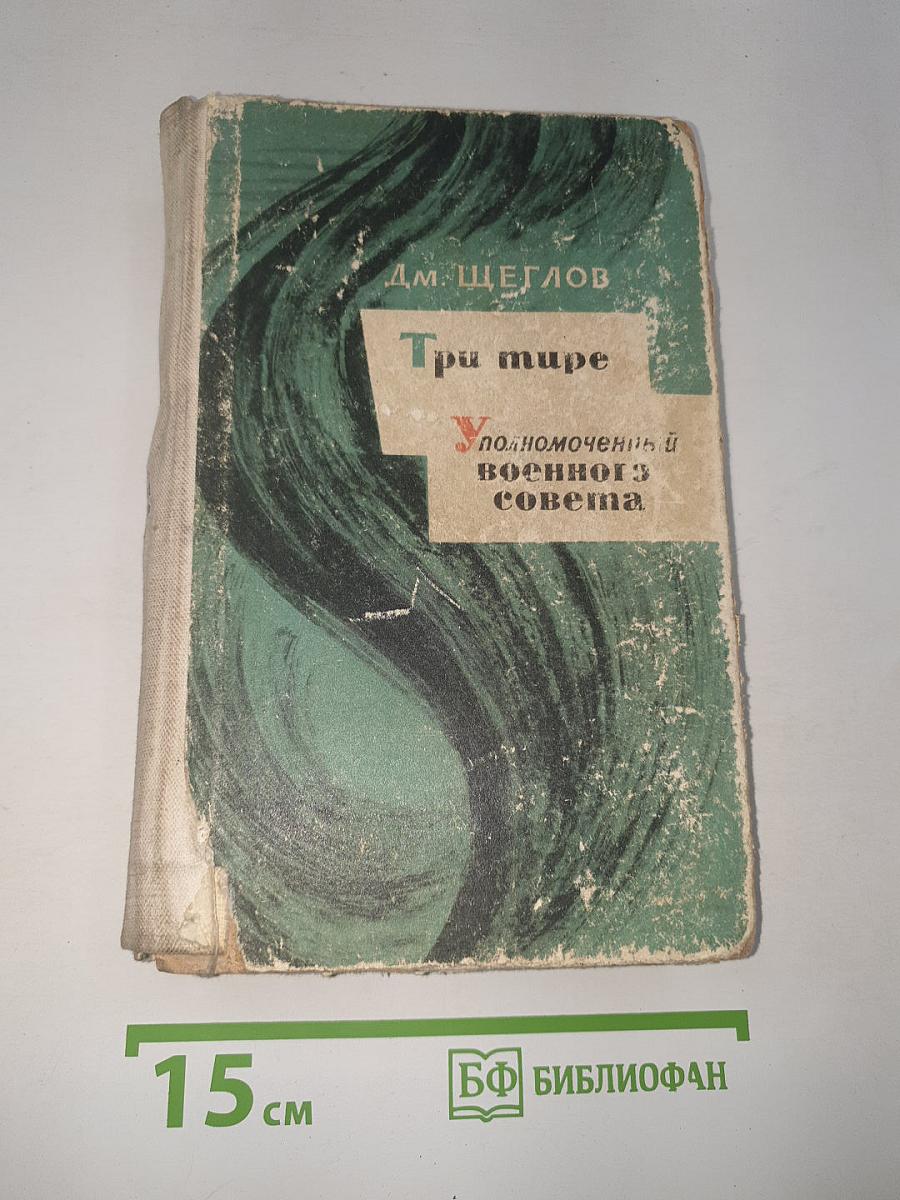 Дм. ЩЕГЛОВ
Три тире
Уполномоченный
военного
совета
15 см
БФ БИБЛИОФАН